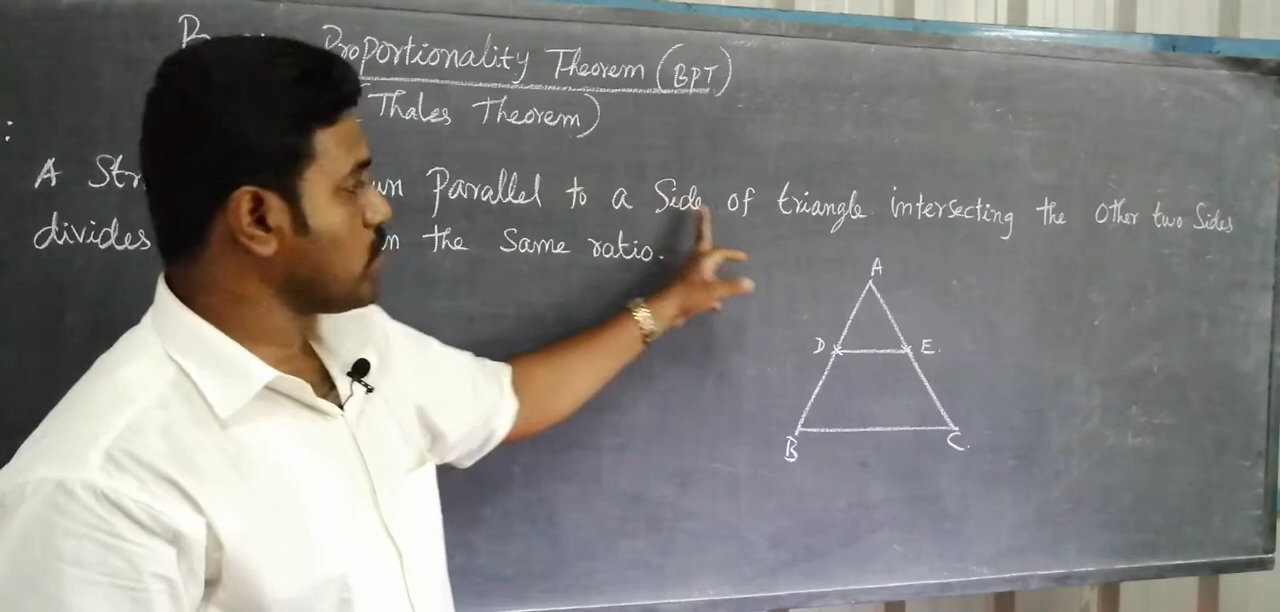 Proportionality Theorem (BPT)
(Thales Theorem)
:
A Parallel to a Side of triangle intersecting the Other two Sides
divides the Same ratio.
A
D E.
B C.